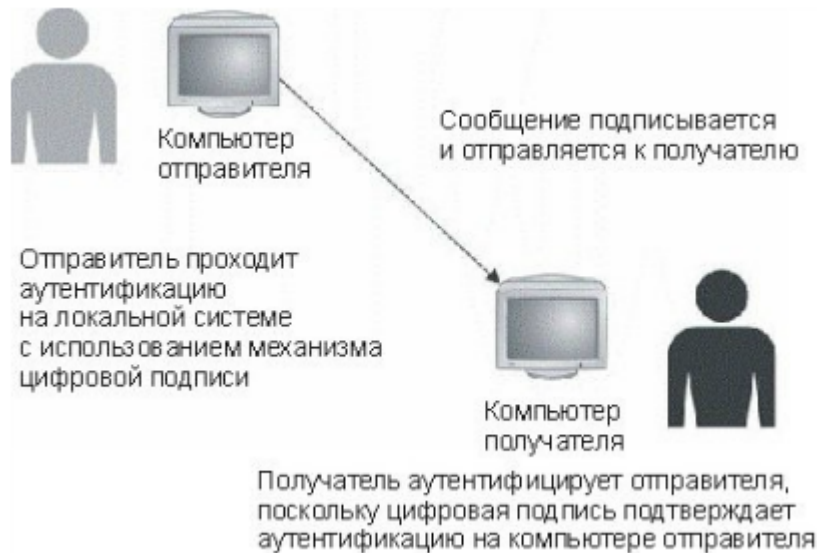 Компьютер
отправителя
Сообщение подписывается
и отправляется к получателю
Отправитель проходит
аутентификацию
на локальной системе
с использованием механизма
цифровой подписи
Компьютер
получателя
Получатель аутентифицирует отправителя,
поскольку цифровая подпись подтверждает
аутентификацию на компьютере отправителя